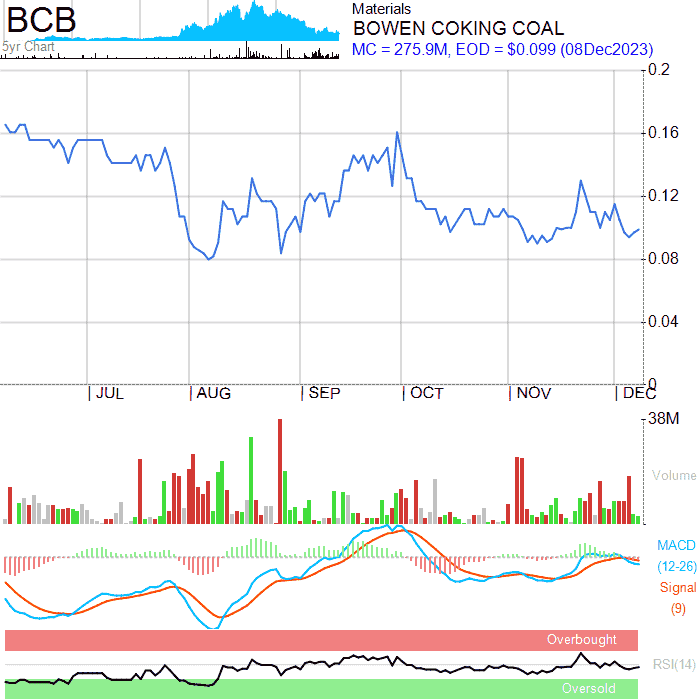 BCB
5yr Chart
Materials
BOWEN COKING COAL
MC = 275.9M, EOD = $0.099 (08Dec2023)
0.2
0.16
0.12
0.08
0.04
0
JUL AUG SEP OCT NOV DEC
38M
Volume
MACD
(12-26)
Signal
(9)
Overbought
RSI(14)
Oversold